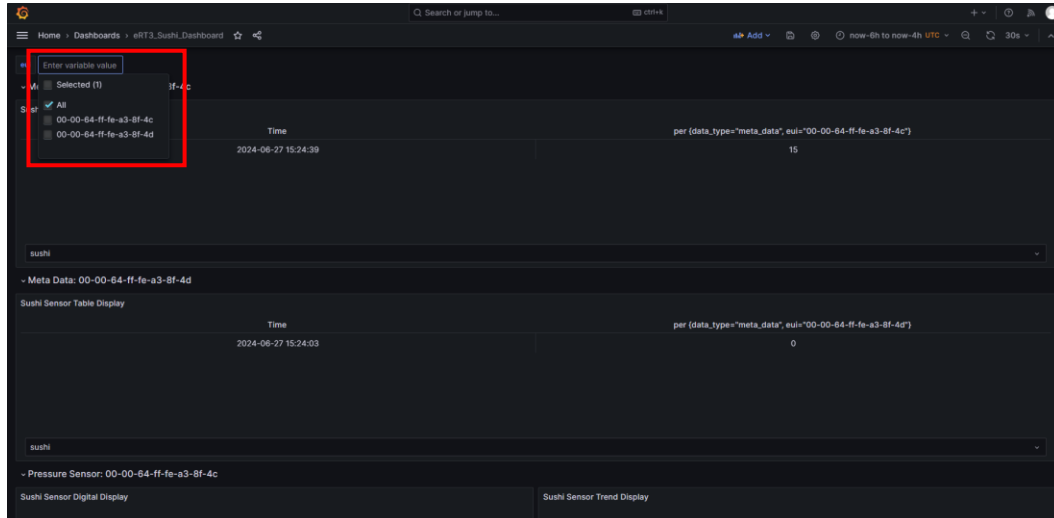 Search or jump to...
ctrl+k
Home › Dashboards › eRT3_Sushi_Dashboard
Add
now-6h to now-4h UTC
30s
Enter variable value
Selected (1)
8f-4c
All
00-00-64-ff-fe-a3-8f-4c
00-00-64-ff-fe-a3-8f-4d
Time
per {data_type="meta_data", eui="00-00-64-ff-fe-a3-8f-4c"}
2024-06-27 15:24:39
15
sushi
Meta Data: 00-00-64-ff-fe-a3-8f-4d
Sushi Sensor Table Display
Time
per {data_type="meta_data", eui="00-00-64-ff-fe-a3-8f-4d"}
2024-06-27 15:24:03
0
sushi
Pressure Sensor: 00-00-64-ff-fe-a3-8f-4c
Sushi Sensor Digital Display
Sushi Sensor Trend Display